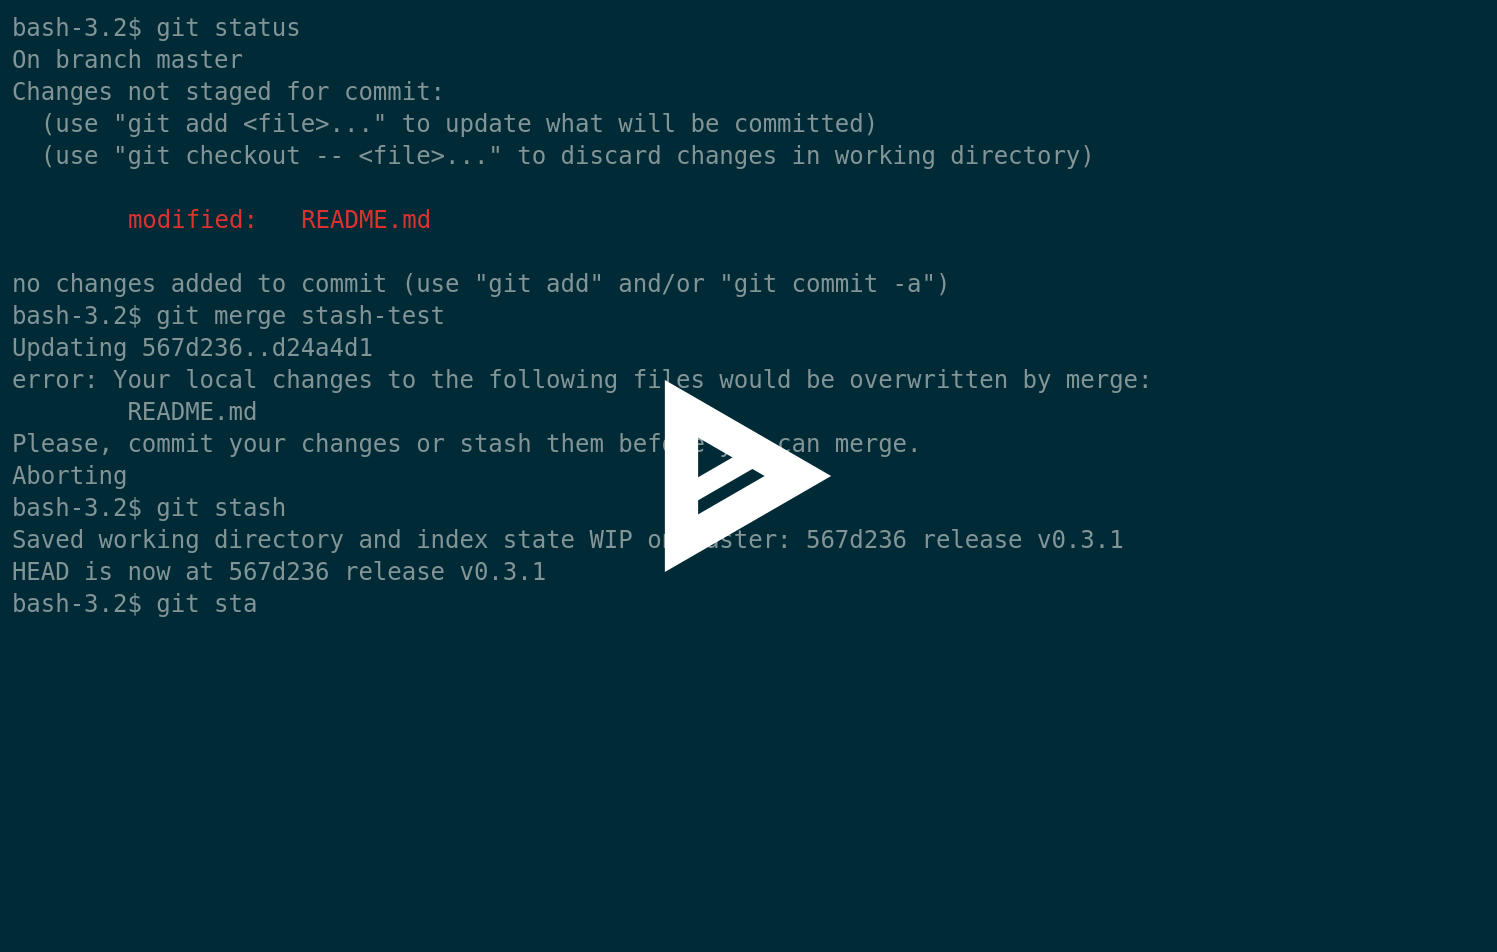 bash-3.2$ git status
On branch master
Changes not staged for commit:
  (use "git add <file>..." to update what will be committed)
  (use "git checkout -- <file>..." to discard changes in working directory)

        modified:   README.md

no changes added to commit (use "git add" and/or "git commit -a")
bash-3.2$ git merge stash-test
Updating 567d236..d24a4d1
error: Your local changes to the following files would be overwritten by merge:
        README.md
Please, commit your changes or stash them before you can merge.
Aborting
bash-3.2$ git stash
Saved working directory and index state WIP on master: 567d236 release v0.3.1
HEAD is now at 567d236 release v0.3.1
bash-3.2$ git sta